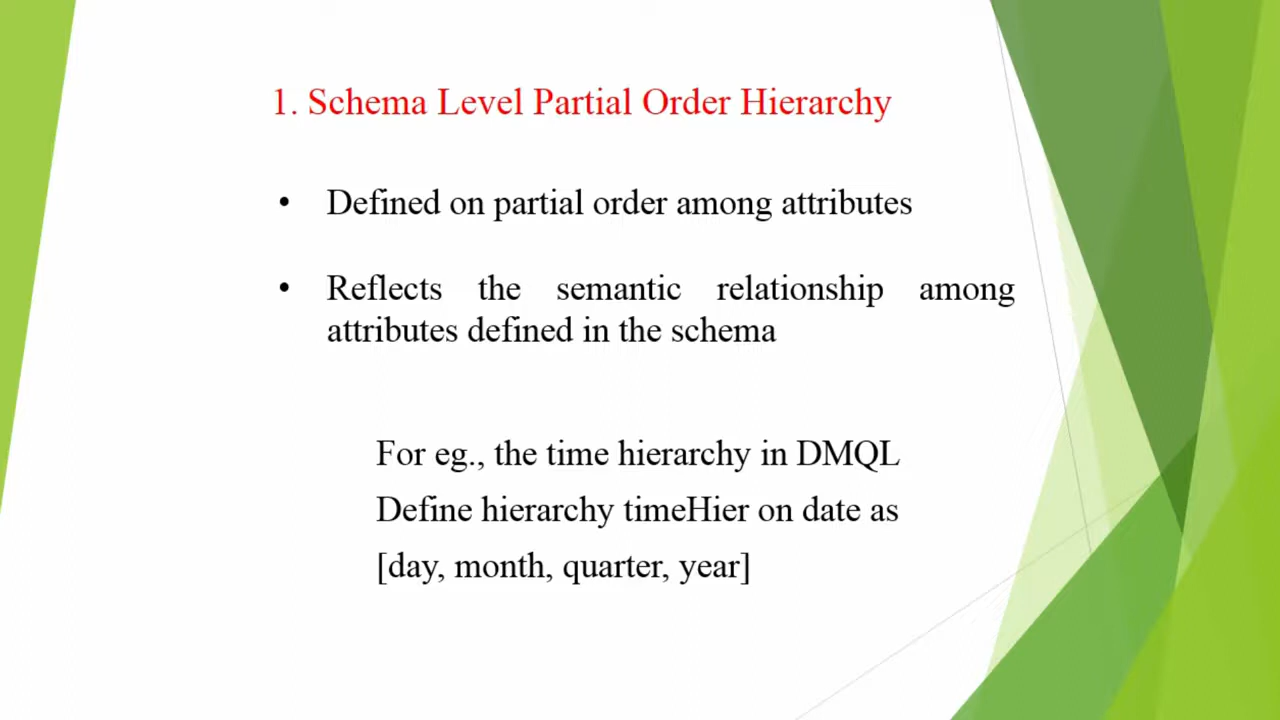 1. Schema Level Partial Order Hierarchy
• Defined on partial order among attributes
• Reflects the semantic relationship among
attributes defined in the schema
For eg., the time hierarchy in DMQL
Define hierarchy timeHier on date as
[day, month, quarter, year]